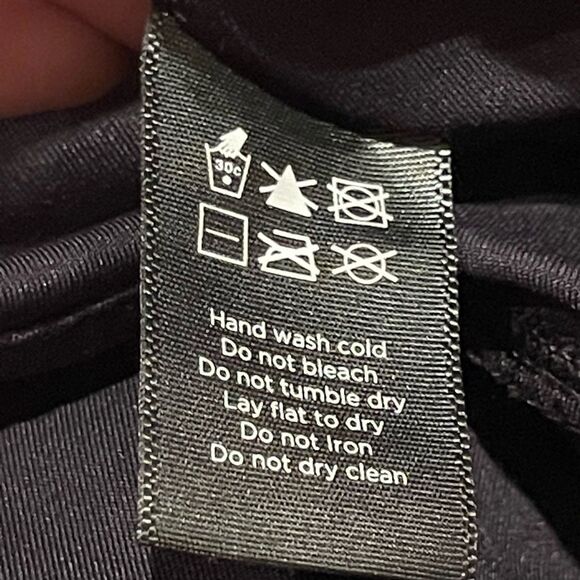 30c
Hand wash cold
Do not bleach
Do not tumble dry
Lay flat to dry
Do not Iron
Do not dry clean